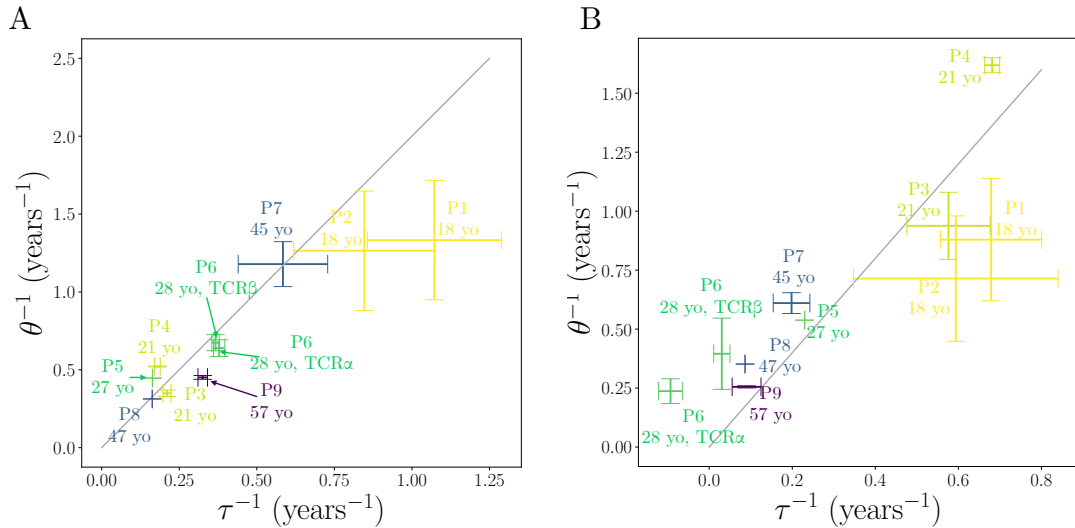 A
2.5
2.0
1.5
1.0
0.5
0.0
0.00
0.25
0.50
0.75
1.00
1.25
θ⁻¹ (years⁻¹)
τ⁻¹ (years⁻¹)
P7
45 yo
P2
18 yo
P1
18 yo
P6
28 yo, TCRβ
P4
21 yo
P6
28 yo, TCRα
P5
27 yo
P3
21 yo
P9
57 yo
P8
47 yo
B
1.50
1.25
1.00
0.75
0.50
0.25
0.00
0.0
0.2
0.4
0.6
0.8
θ⁻¹ (years⁻¹)
τ⁻¹ (years⁻¹)
P4
21 yo
P3
21 yo
P1
18 yo
P7
45 yo
P2
18 yo
P6
28 yo, TCRβ
P5
27 yo
P8
47 yo
P9
57 yo
P6
28 yo, TCRα